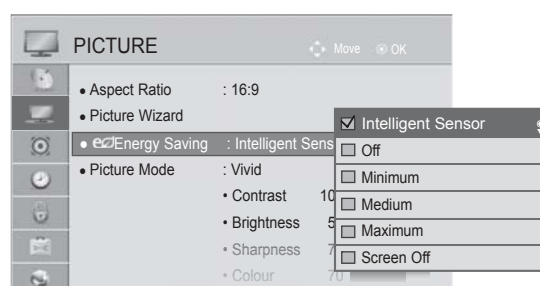 PICTURE
Move OK
• Aspect Ratio : 16:9
• Picture Wizard
• Energy Saving : Intelligent Sens
• Picture Mode : Vivid
• Contrast 10
• Brightness 5
• Sharpness 7
• Colour 70
Intelligent Sensor
Off
Minimum
Medium
Maximum
Screen Off